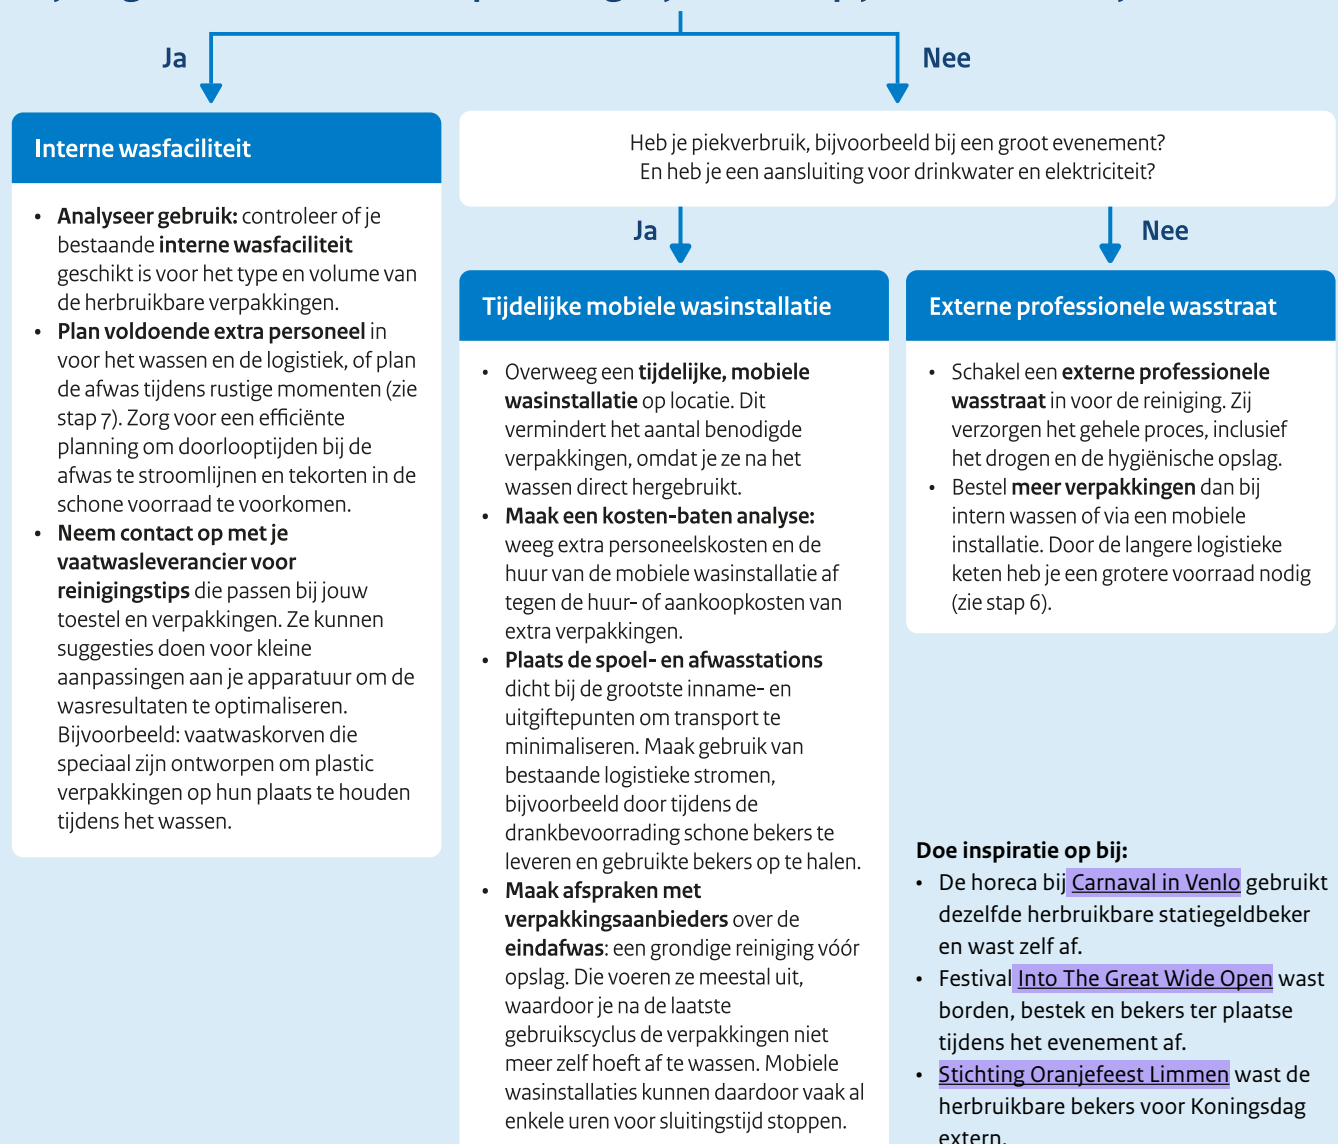 Ja
Nee
Interne wasfaciliteit
• Analyseer gebruik: controleer of je
bestaande interne wasfaciliteit
geschikt is voor het type en volume van
de herbruikbare verpakkingen.
• Plan voldoende extra personeel in
voor het wassen en de logistiek, of plan
de afwas tijdens rustige momenten (zie
stap 7). Zorg voor een efficiënte
planning om doorlooptijden bij de
afwas te stroomlijnen en tekorten in de
schone voorraad te voorkomen.
• Neem contact op met je
vaatwasleverancier voor
reinigingstips die passen bij jouw
toestel en verpakkingen. Ze kunnen
suggesties doen voor kleine
aanpassingen aan je apparatuur om de
wasresultaten te optimaliseren.
Bijvoorbeeld: vaatwaskorven die
speciaal zijn ontworpen om plastic
verpakkingen op hun plaats te houden
tijdens het wassen.
Heb je piekverbruik, bijvoorbeeld bij een groot evenement?
En heb je een aansluiting voor drinkwater en elektriciteit?
Ja
Nee
Tijdelijke mobiele wasinstallatie
• Overweeg een tijdelijke, mobiele
wasinstallatie op locatie. Dit
vermindert het aantal benodigde
verpakkingen, omdat je ze na het
wassen direct hergebruikt.
• Maak een kosten-baten analyse:
weeg extra personeelskosten en de
huur van de mobiele wasinstallatie af
tegen de huur- of aankoopkosten van
extra verpakkingen.
• Plaats de spoel- en afwasstations
dicht bij de grootste inname- en
uitgiftepunten om transport te
minimaliseren. Maak gebruik van
bestaande logistieke stromen,
bijvoorbeeld door tijdens de
drankbevoorrading schone bekers te
leveren en gebruikte bekers op te halen.
• Maak afspraken met
verpakkingsaanbieders over de
eindafwas: een grondige reiniging vóór
opslag. Die voeren ze meestal uit,
waardoor je na de laatste
gebruikscyclus de verpakkingen niet
meer zelf hoeft af te wassen. Mobiele
wasinstallaties kunnen daardoor vaak al
enkele uren voor sluitingstijd stoppen.
Externe professionele wasstraat
• Schakel een externe professionele
wasstraat in voor de reiniging. Zij
verzorgen het gehele proces, inclusief
het drogen en de hygiënische opslag.
• Bestel meer verpakkingen dan bij
intern wassen of via een mobiele
installatie. Door de langere logistieke
keten heb je een grotere voorraad nodig
(zie stap 6).
Doe inspiratie op bij:
• De horeca bij Carnaval in Venlo gebruikt
dezelfde herbruikbare statiegeldbeker
en wast zelf af.
• Festival Into The Great Wide Open wast
borden, bestek en bekers ter plaatse
tijdens het evenement af.
• Stichting Oranjefeest Limmen wast de
herbruikbare bekers voor Koningsdag
extern.